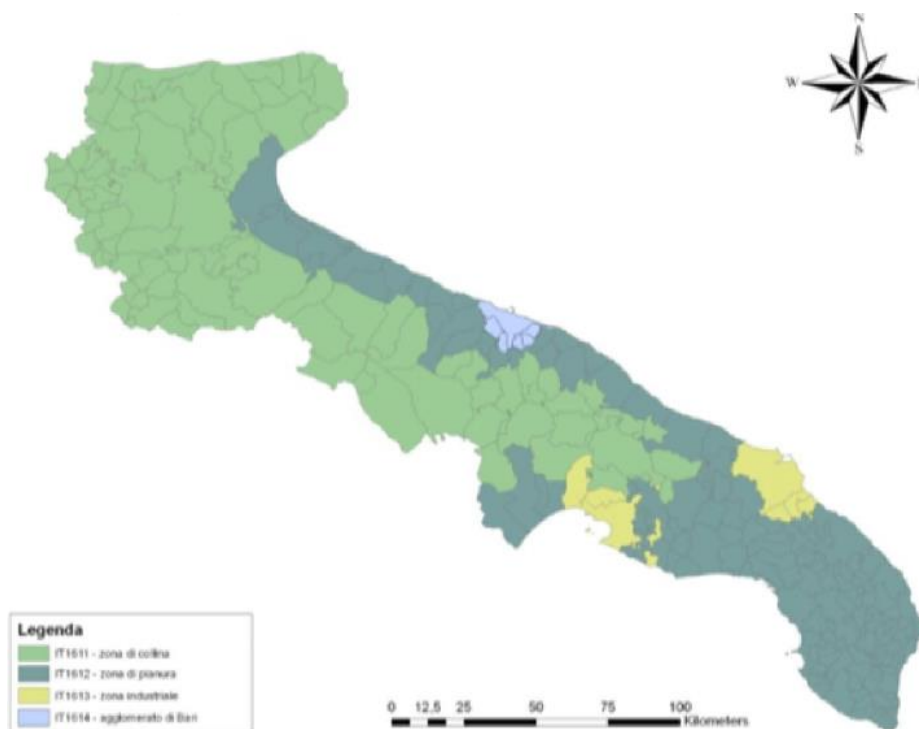 N
W
S
Legenda
IT1611 - zona di collina
IT1612 - zona di pianura
IT1613 - zona industriale
IT1614 - agglomerato di Bari
0 12,5 25 50 75 100
Kilometers